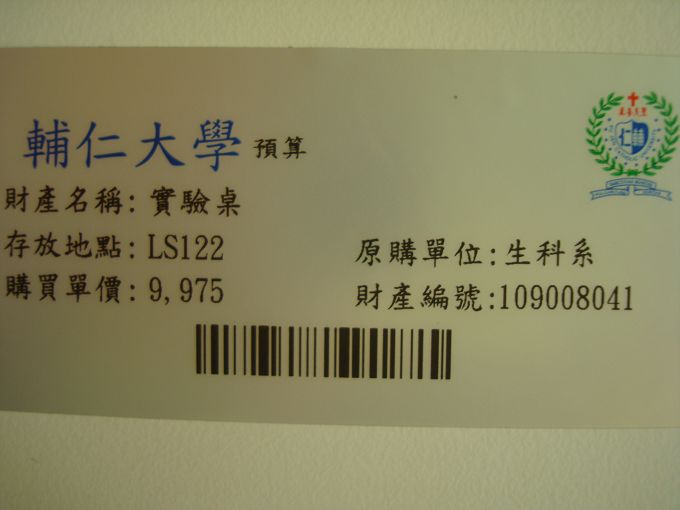 輔仁大學 預算
財產名稱: 實驗桌
存放地點: LS122
原購單位: 生科系
購買單價: 9,975
財產編號:109008041